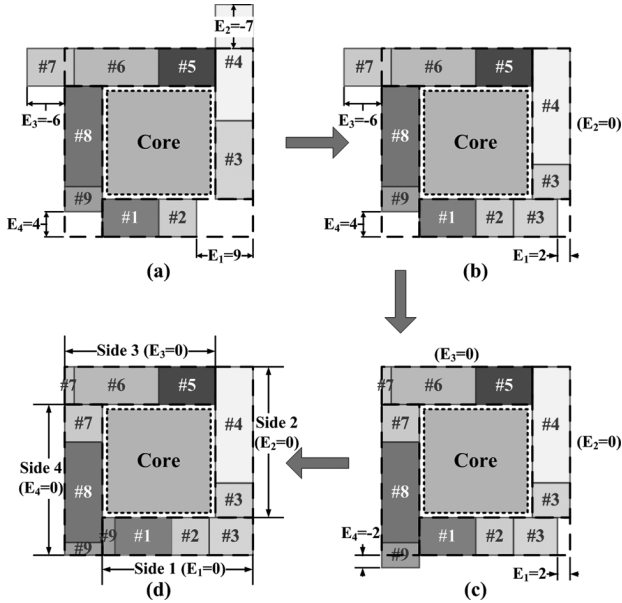 E₂=-7
#7 #6 #5 #4
E₃=-6
#8 Core
#3
#9
E₄=4
#1 #2
E₁=9
(a)
#7 #6 #5
#4
E₃=-6
(E₂=0)
#8 Core
#3
#9
E₄=4
#1 #2 #3
E₁=2
(b)
Side 3 (E₃=0)
#7 #6 #5
#7
#4
Side 2
(E₂=0)
Side 4
(E₄=0)
#8 Core
#3
#9 #9 #1 #2 #3
Side 1 (E₁=0)
(d)
(E₃=0)
#7 #6 #5
#7
#4
(E₂=0)
#8 Core
#3
E₄=-2
#9
#1 #2 #3
E₁=2
(c)